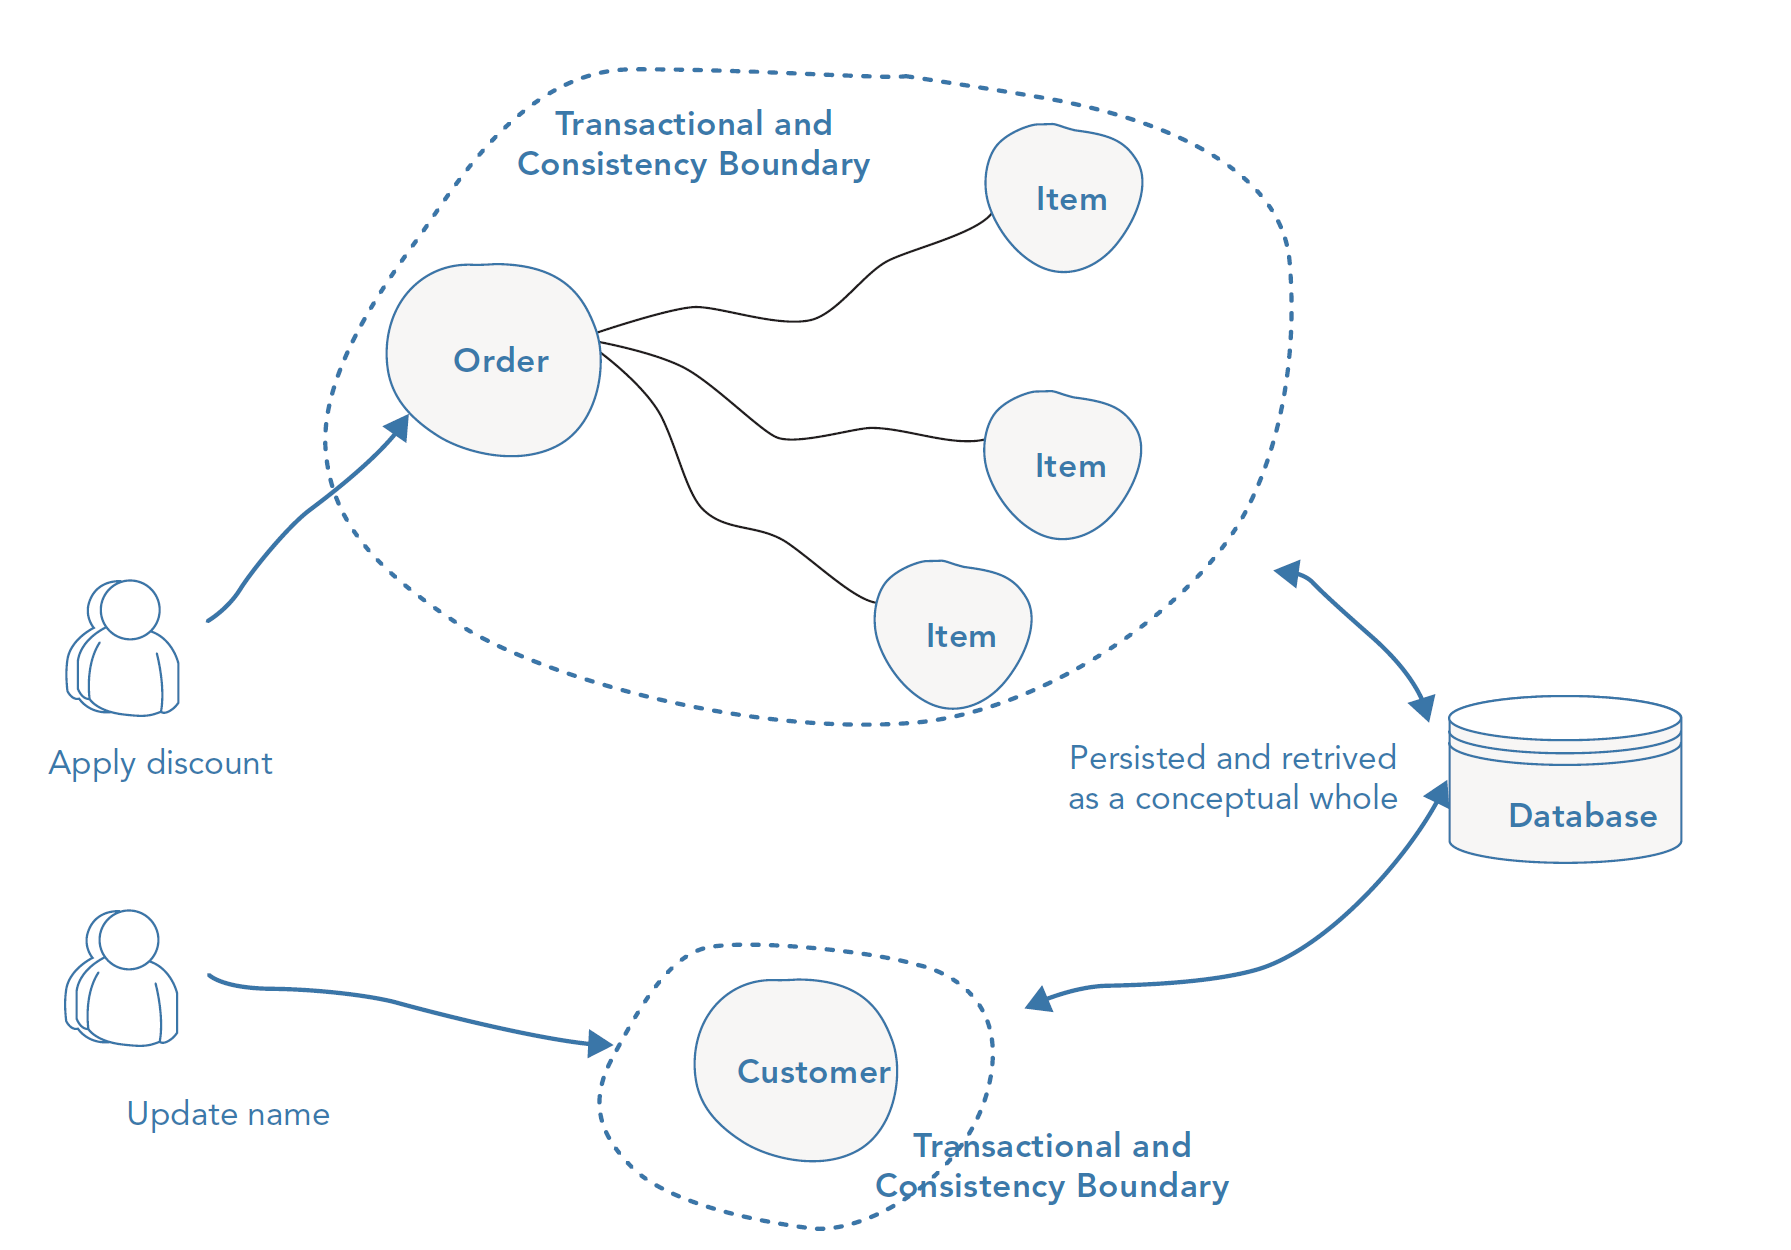 Transactional and
Consistency Boundary
Item
Order
Item
Item
Apply discount
Persisted and retrived
as a conceptual whole
Database
Customer
Update name
Transactional and
Consistency Boundary